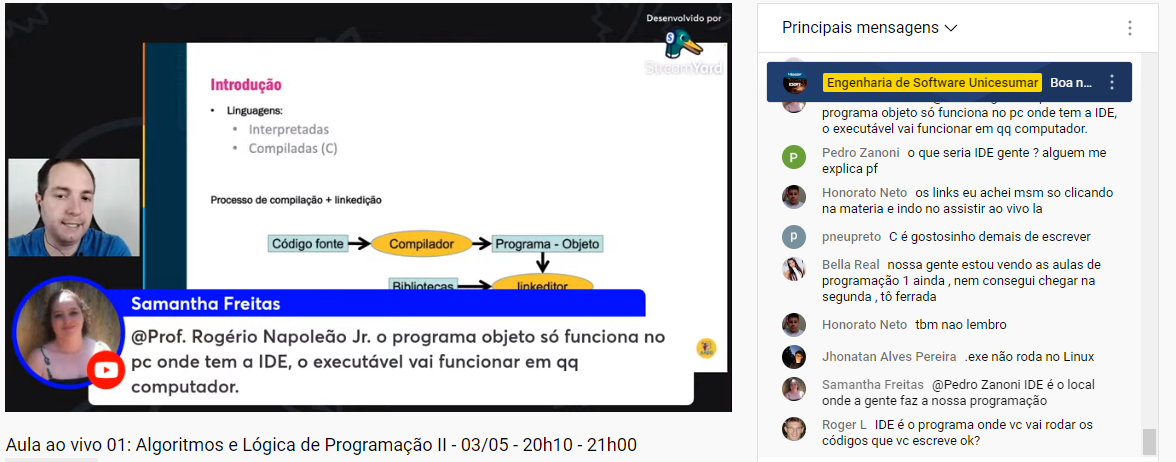 Desenvolvido por
StreamYard
Introdução
• Linguagens:
• Interpretadas
• Compiladas (C)
Processo de compilação + linkedição
Código fonte
Compilador
Programa - Objeto
Bibliotecas
linkeditor
Samantha Freitas
@Prof. Rogério Napoleão Jr. o programa objeto só funciona no
pc onde tem a IDE, o executável vai funcionar em qq
computador.
Aula ao vivo 01: Algoritmos e Lógica de Programação II - 03/05 - 20h10 - 21h00
Principais mensagens
Engenharia de Software Unicesumar Boa n...
programa objeto só funciona no pc onde tem a IDE,
o executável vai funcionar em qq computador.
P Pedro Zanoni o que seria IDE gente ? alguem me
explica pf
Honorato Neto os links eu achei msm so clicando
na materia e indo no assistir ao vivo la
P pneupreto C é gostosinho demais de escrever
Bella Real nossa gente estou vendo as aulas de
programação 1 ainda , nem consegui chegar na
segunda , tô ferrada
Honorato Neto tbm nao lembro
Jhonatan Alves Pereira .exe não roda no Linux
Samantha Freitas @Pedro Zanoni IDE é o local
onde a gente faz a nossa programação
Roger L IDE é o programa onde vc vai rodar os
códigos que vc escreve ok?